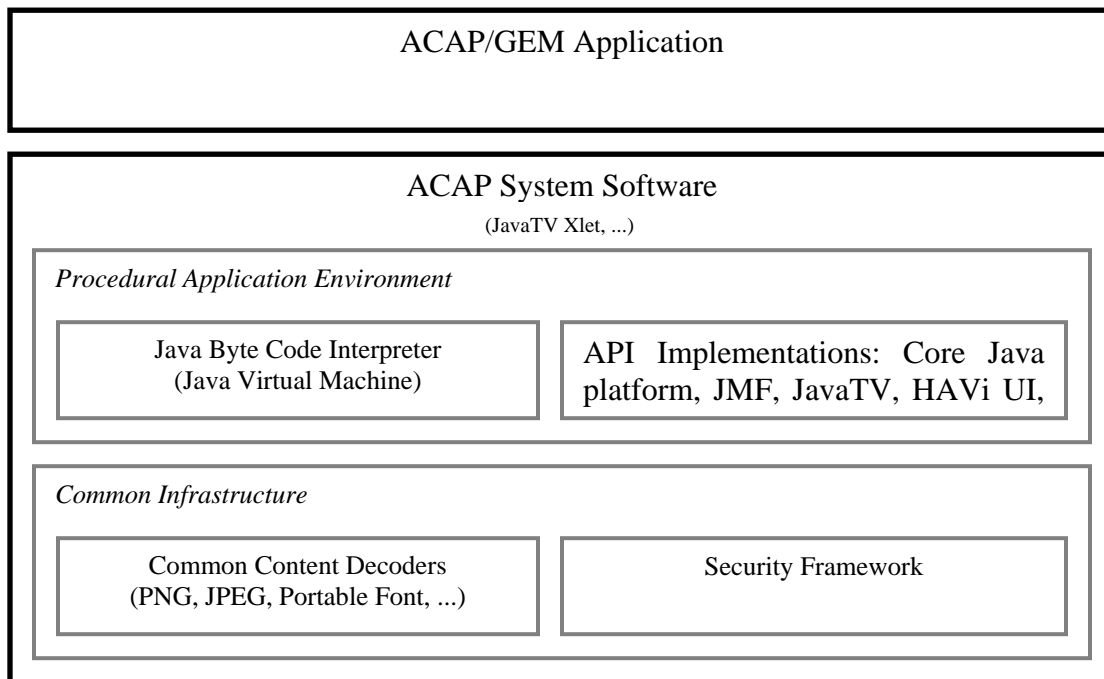 ACAP/GEM Application
ACAP System Software
(JavaTV Xlet, ...)
Procedural Application Environment
Java Byte Code Interpreter
(Java Virtual Machine)
API Implementations: Core Java
platform, JMF, JavaTV, HAVi UI,
Common Infrastructure
Common Content Decoders
(PNG, JPEG, Portable Font, ...)
Security Framework